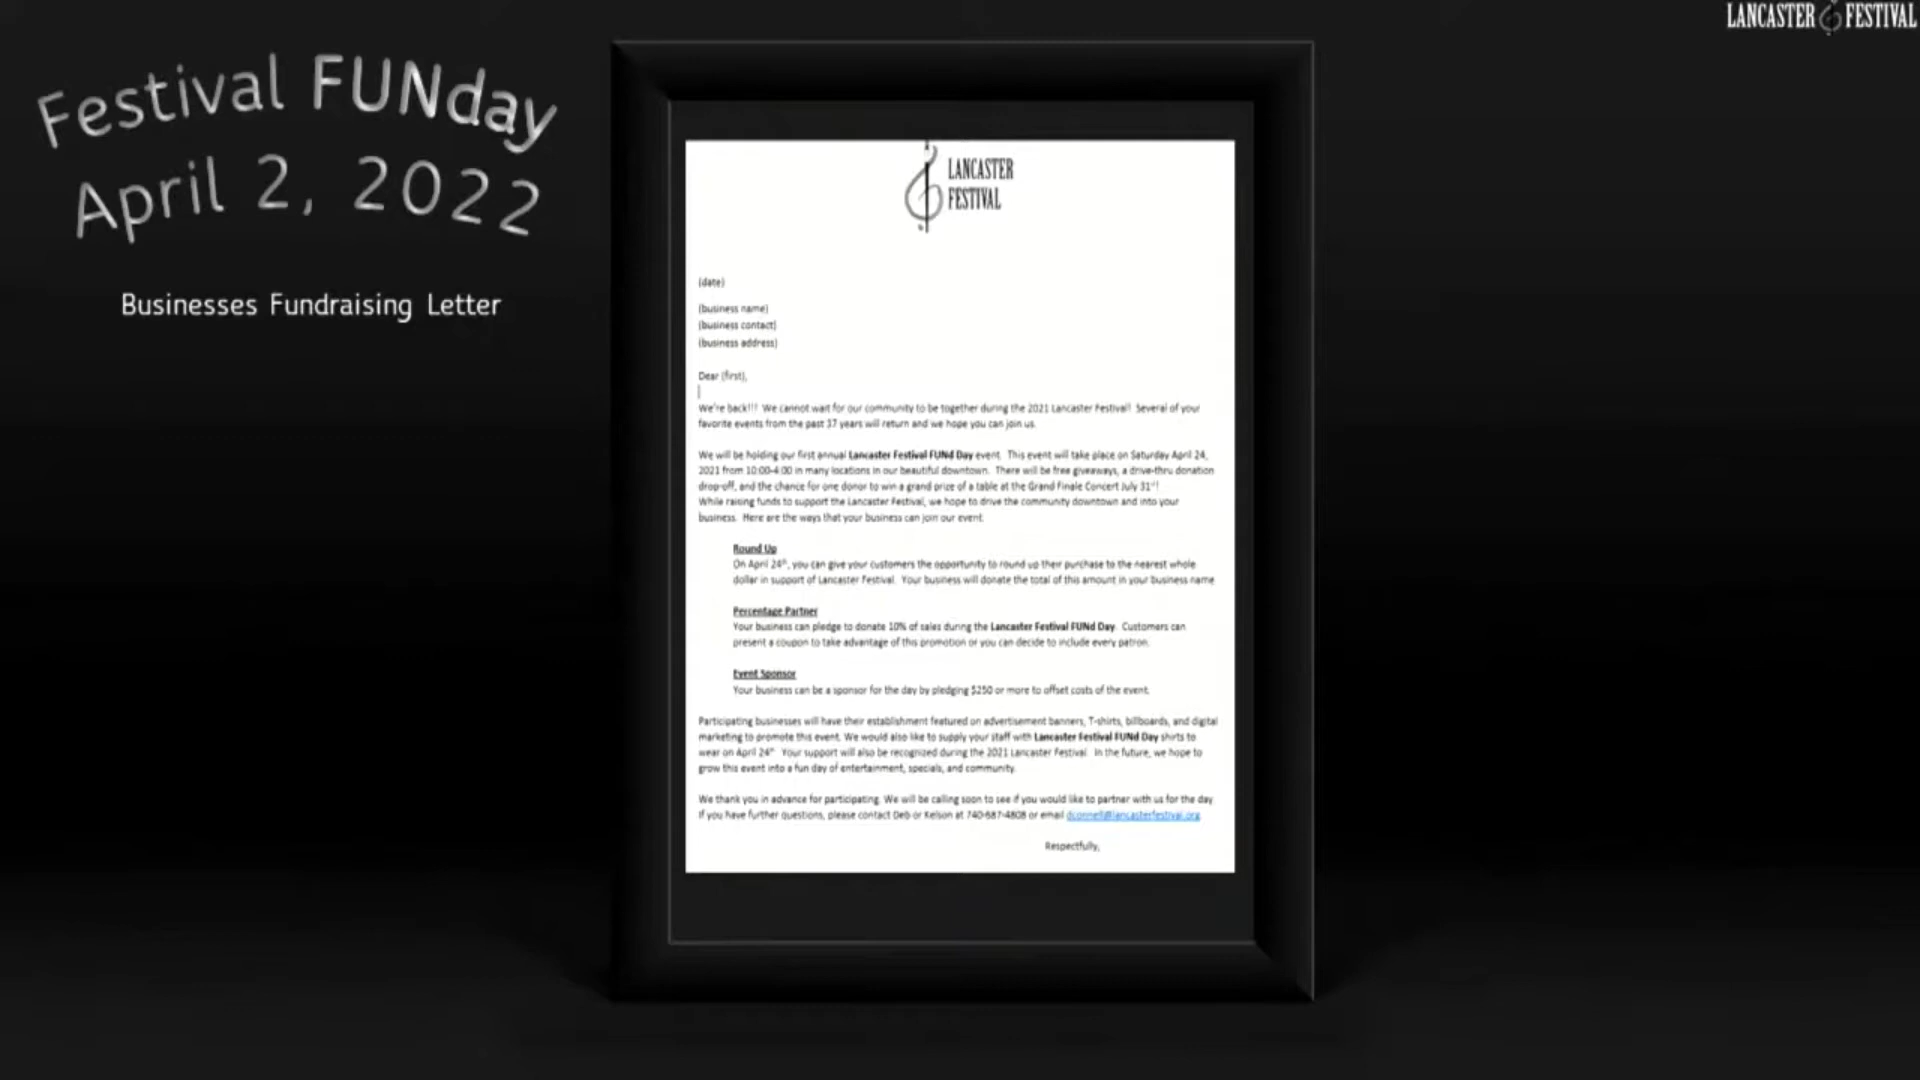 LANCASTER FESTIVAL
Festival FUNday
April 2, 2022
Businesses Fundraising Letter
LANCASTER
FESTIVAL
(date)
(business name)
(business contact)
(business address)
Dear (first),
We're back!!! We cannot wait for our community to be together during the 2021 Lancaster Festival! Several of your
favorite events from the past 37 years will return and we hope you can join us.
We will be holding our first annual Lancaster Festival FUNd Day event. This event will take place on Saturday April 24,
2021 from 10:00-4:00 in many locations in our beautiful downtown. There will be free giveaways, a drive-thru donation
drop-off, and the chance for one donor to win a grand prize of a table at the Grand Finale Concert July 31st!
While raising funds to support the Lancaster Festival, we hope to drive the community downtown and into your
business. Here are the ways that your business can join our event:
Round Up
On April 24th, you can give your customers the opportunity to round up their purchase to the nearest whole
dollar in support of Lancaster Festival. Your business will donate the total of this amount in your business name
Percentage Partner
Your business can pledge to donate 10% of sales during the Lancaster Festival FUNd Day. Customers can
present a coupon to take advantage of this promotion or you can decide to include every patron.
Event Sponsor
Your business can be a sponsor for the day by pledging $250 or more to offset costs of the event.
Participating businesses will have their establishment featured on advertisement banners, T-shirts, billboards, and digital
marketing to promote this event. We would also like to supply your staff with Lancaster Festival FUNd Day shirts to
wear on April 24th. Your support will also be recognized during the 2021 Lancaster Festival. In the future, we hope to
grow this event into a fun day of entertainment, specials, and community.
We thank you in advance for participating. We will be calling soon to see if you would like to partner with us for the day
If you have further questions, please contact Deb or Kelson at 740-687-4808 or email dconnell@lancasterfestival.org
Respectfully,